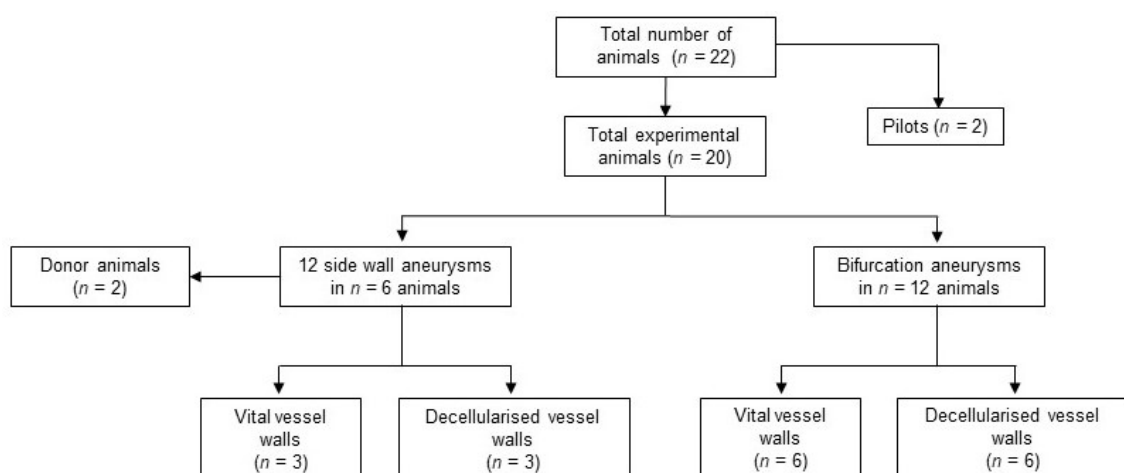 Total number of
animals (n = 22)
Pilots (n = 2)
Total experimental
animals (n = 20)
Donor animals
(n = 2)
12 side wall aneurysms
in n = 6 animals
Bifurcation aneurysms
in n = 12 animals
Vital vessel
walls
(n = 3)
Decellularised vessel
walls
(n = 3)
Vital vessel
walls
(n = 6)
Decellularised vessel
walls
(n = 6)